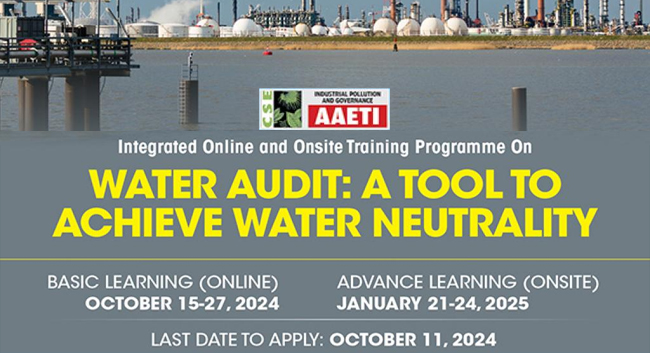 CSE
INDUSTRIAL POLLUTION
AND GOVERNANCE
AAETI
Integrated Online and Onsite Training Programme On
WATER AUDIT: A TOOL TO
ACHIEVE WATER NEUTRALITY
BASIC LEARNING (ONLINE)
OCTOBER 15-27, 2024
ADVANCE LEARNING (ONSITE)
JANUARY 21-24, 2025
LAST DATE TO APPLY: OCTOBER 11, 2024